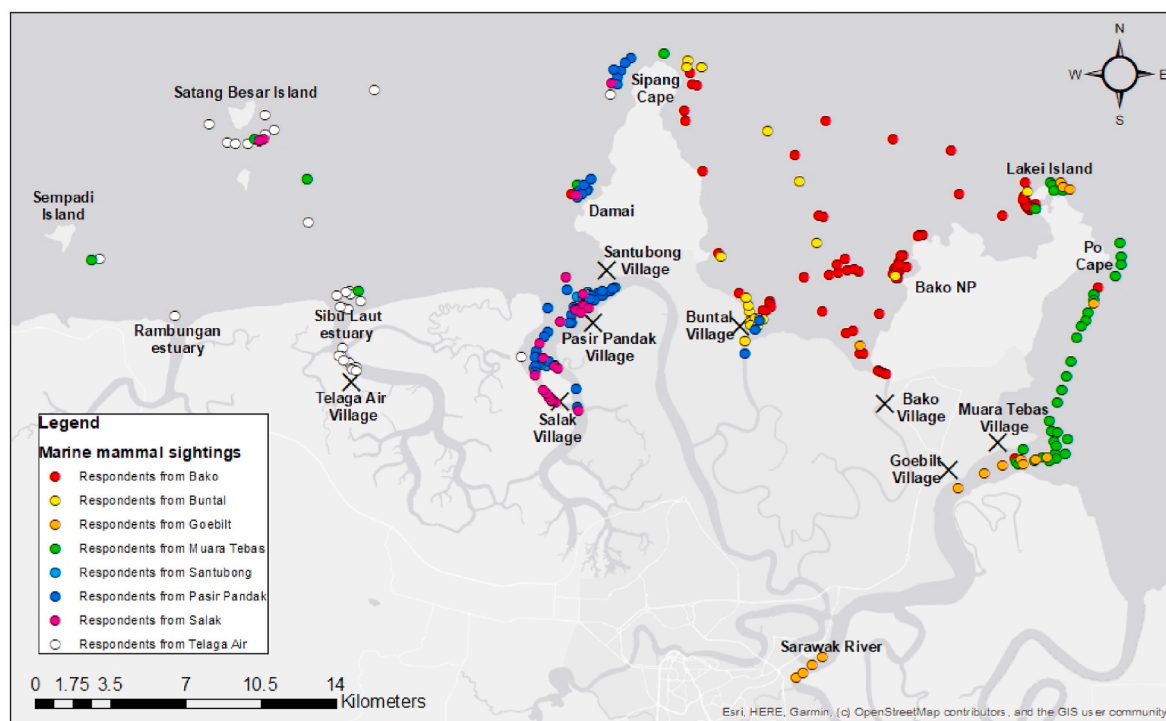 N
W
E
S
Satang Besar Island
Sipang
Cape
Lakei Island
Sempadi
Island
Damai
Santubong
Village
Po
Cape
Bako NP
Rambungan
estuary
Sibu Laut
estuary
Pasir Pandak
Village
Buntal
Village
Telaga Air
Village
Salak
Village
Bako
Village
Muara Tebas
Village
Goebilt
Village
Sarawak River
Legend
Marine mammal sightings
Respondents from Bako
Respondents from Buntal
Respondents from Goebilt
Respondents from Muara Tebas
Respondents from Santubong
Respondents from Pasir Pandak
Respondents from Salak
Respondents from Telaga Air
0 1.75 3.5 7 10.5 14
Kilometers
Esri, HERE, Garmin, (c) OpenStreetMap contributors, and the GIS user community